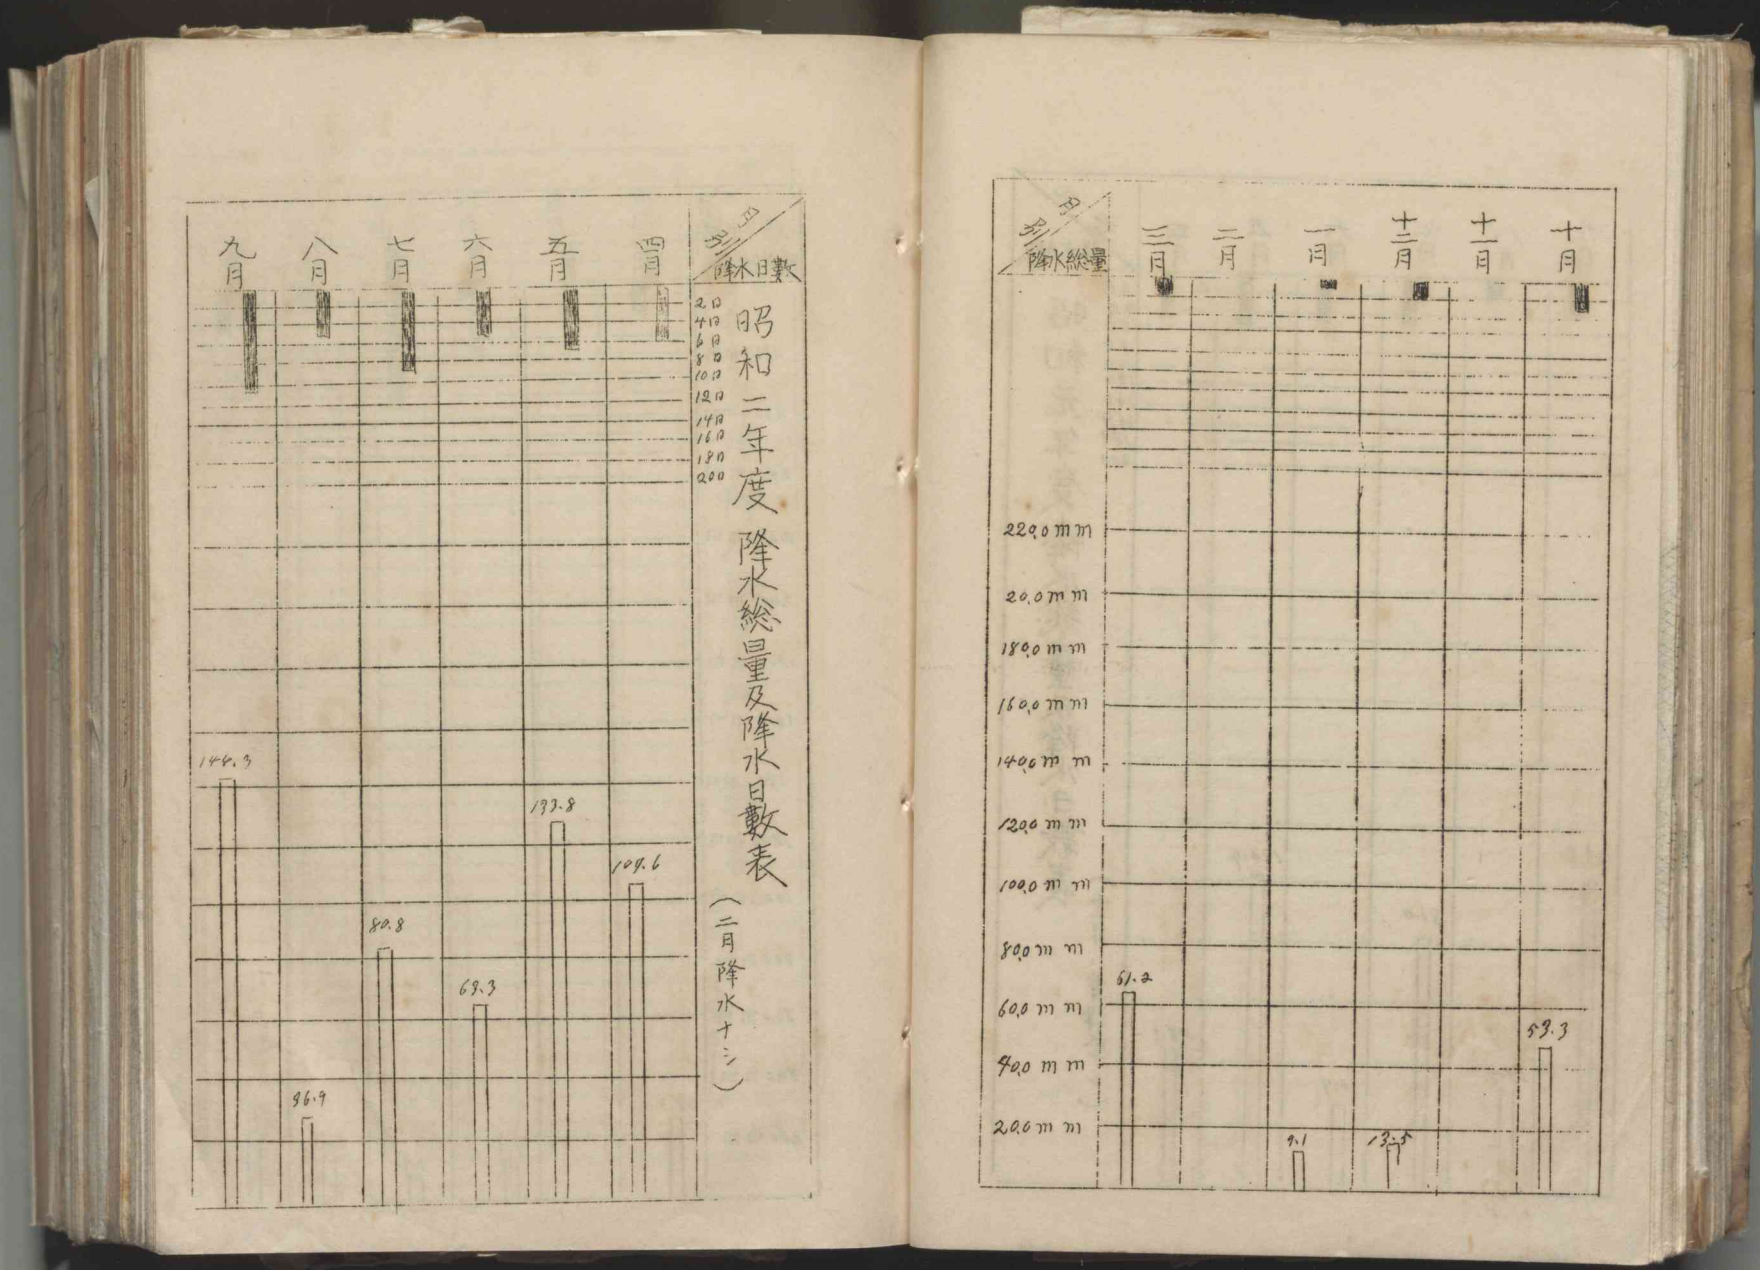 月別
降水日數
2日
4日
6日
8日
10日
12日
14日
16日
18日
200
昭和二年度 降水総量及降水日數表
(二月降水ナシ)
四月
五月
六月
七月
八月
九月
109.6
133.8
69.3
80.8
36.9
144.3
十月
十一月
十二月
一月
二月
三月
月別
降水総量
220.0mm
20.0mm
180.0mm
160.0mm
140.0mm
120.0mm
100.0mm
80.0mm
60.0mm
40.0mm
20.0mm
53.3
13.5
9.1
61.2